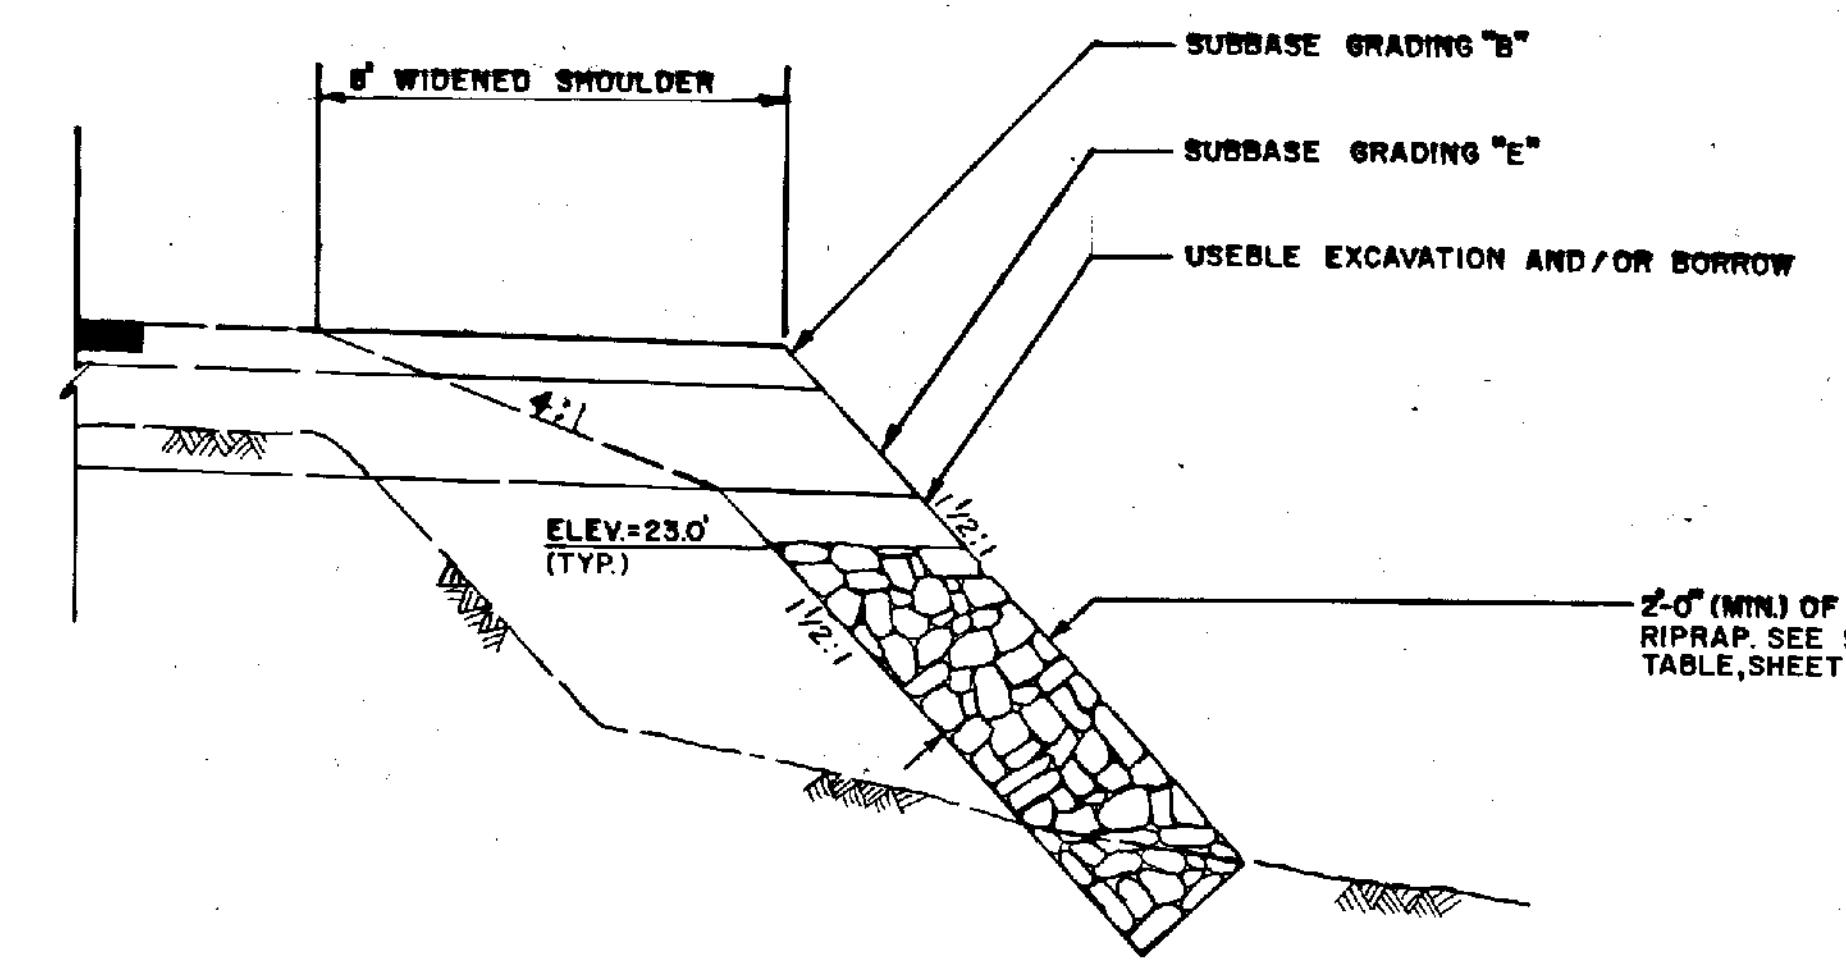 8' WIDENED SHOULDER
SUBBASE GRADING "B"
SUBBASE GRADING "E"
USEBLE EXCAVATION AND/OR BORROW
4:1
1 1/2:1
ELEV.=23.0'
(TYP.)
1 1/2:1
2'-0" (MIN.) OF
RIPRAP. SEE
TABLE, SHEET